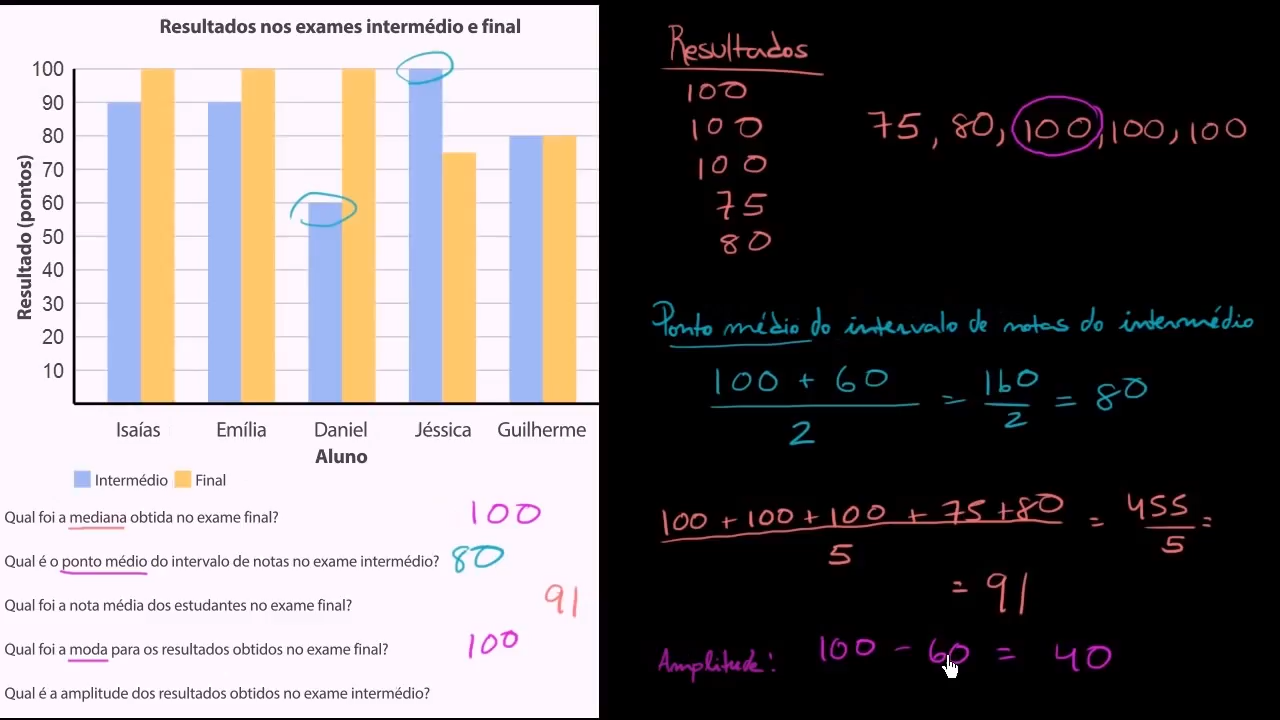 Resultados nos exames intermédio e final
Resultado (pontos)
100
90
80
70
60
50
40
30
20
10
Isaías Emília Daniel Jéssica Guilherme
Aluno
Intermédio Final
Qual foi a mediana obtida no exame final? 100
Qual é o ponto médio do intervalo de notas no exame intermédio? 80
Qual foi a nota média dos estudantes no exame final? 91
Qual foi a moda para os resultados obtidos no exame final? 100
Qual é a amplitude dos resultados obtidos no exame intermédio?
Resultados
100
100
100
75
80
75, 80, 100, 100, 100
Ponto médio do intervalo de notas do intermédio
100 + 60 = 160 = 80
2 2
100 + 100 + 100 + 75 + 80 = 455 =
5 5
= 91
Amplitude: 100 - 60 = 40